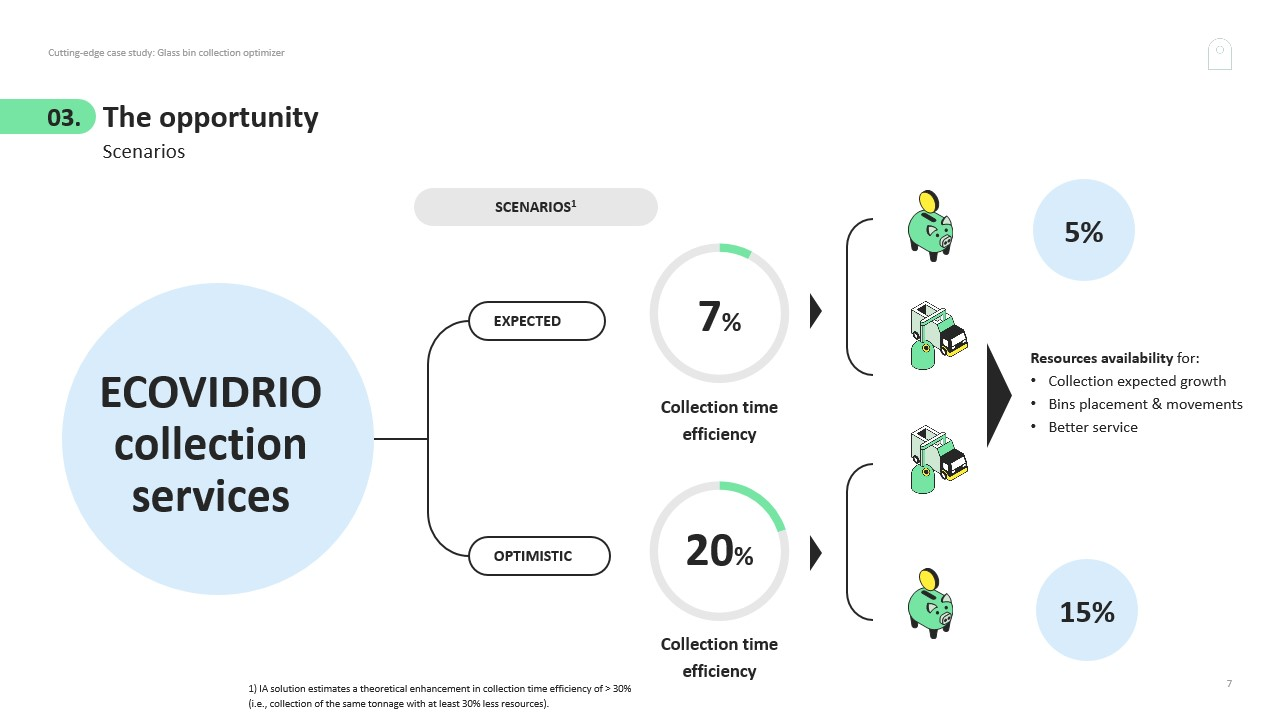 Cutting-edge case study: Glass bin collection optimizer
03. The opportunity
Scenarios
SCENARIOS1
ECOVIDRIO
collection
services
EXPECTED
7%
Collection time
efficiency
5%
Resources availability for:
• Collection expected growth
• Bins placement & movements
• Better service
OPTIMISTIC
20%
Collection time
efficiency
15%
1) IA solution estimates a theoretical enhancement in collection time efficiency of > 30%
(i.e., collection of the same tonnage with at least 30% less resources).
7